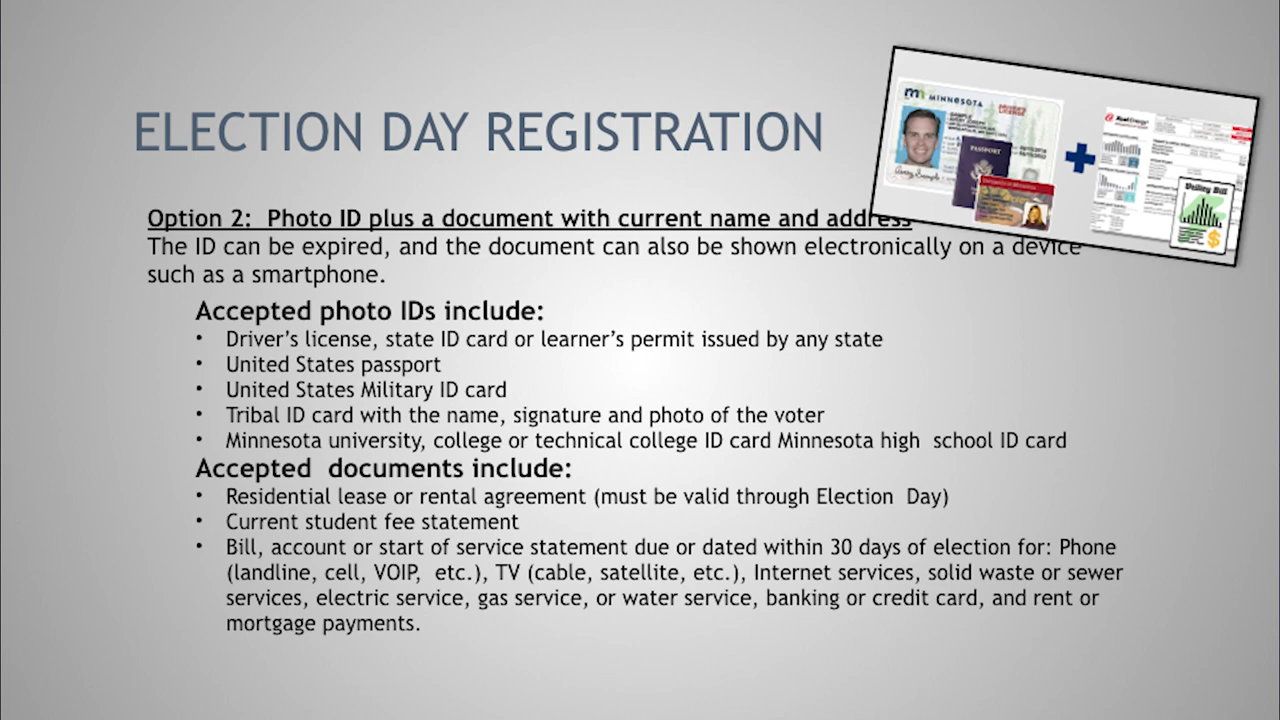 ELECTION DAY REGISTRATION
MINNESOTA
DRIVER'S
LICENSE
PASSPORT
Utility Bill
Option 2: Photo ID plus a document with current name and address
The ID can be expired, and the document can also be shown electronically on a device
such as a smartphone.
Accepted photo IDs include:
• Driver's license, state ID card or learner's permit issued by any state
• United States passport
• United States Military ID card
• Tribal ID card with the name, signature and photo of the voter
• Minnesota university, college or technical college ID card Minnesota high school ID card
Accepted documents include:
• Residential lease or rental agreement (must be valid through Election Day)
• Current student fee statement
• Bill, account or start of service statement due or dated within 30 days of election for: Phone
(landline, cell, VOIP, etc.), TV (cable, satellite, etc.), Internet services, solid waste or sewer
services, electric service, gas service, or water service, banking or credit card, and rent or
mortgage payments.